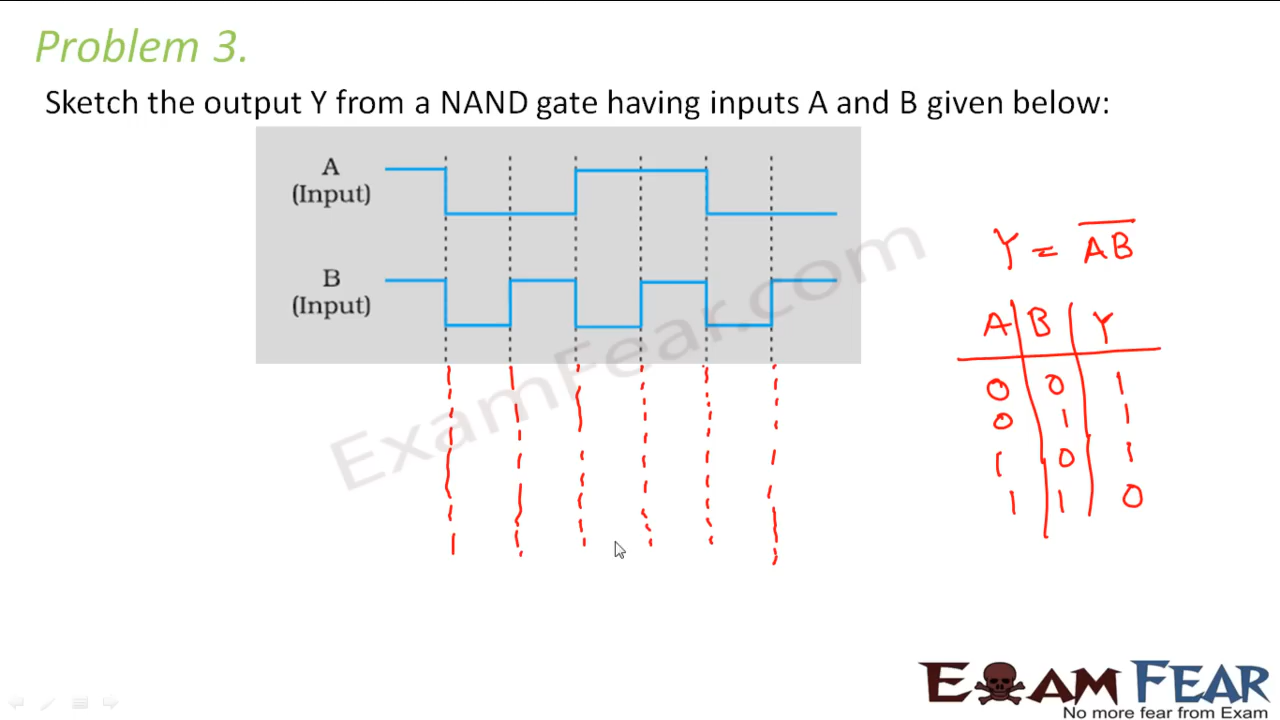 Problem 3.
Sketch the output Y from a NAND gate having inputs A and B given below:
A
(Input)
B
(Input)
ExamFear.com
Y = A̅B̅
A B Y
0 0 1
0 1 1
1 0 1
1 1 0
EXAM FEAR
No more fear from Exam